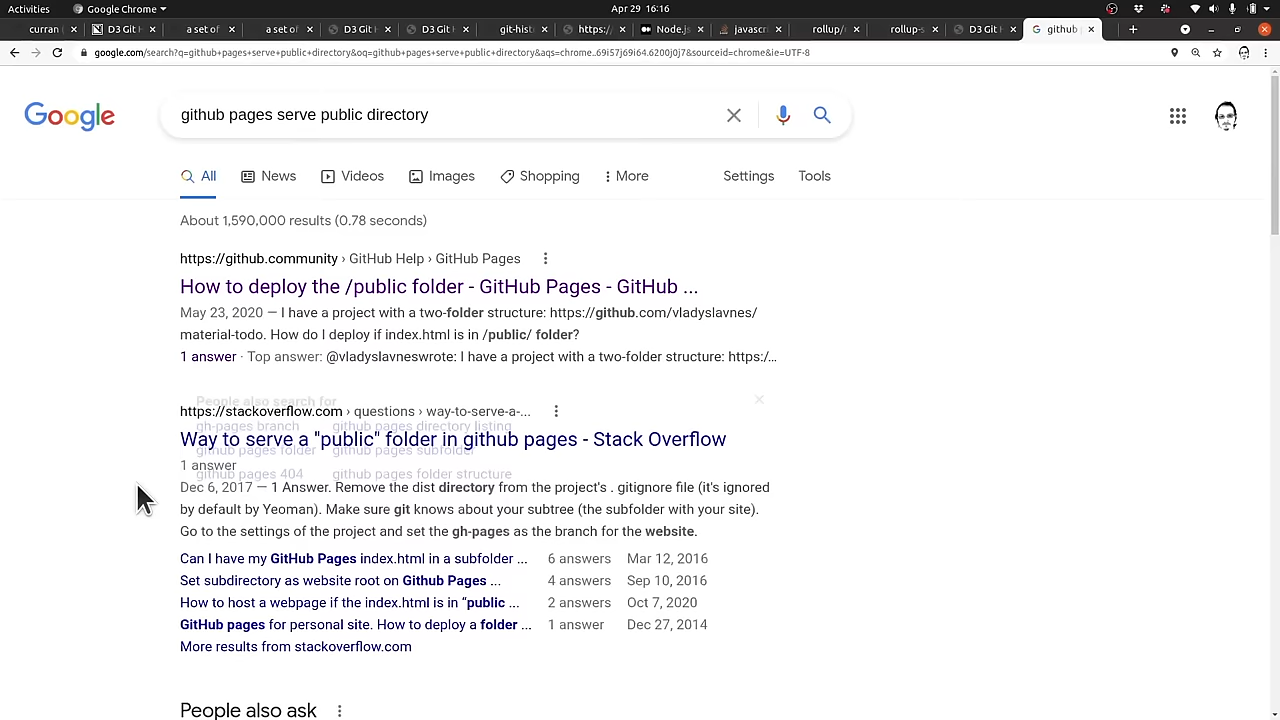 Activities
Google Chrome
Apr 29 16:16
curran
D3 Git
a set of
a set of
D3 Git
D3 Git
D3 Git
git-hist
https:/
Node.j
javascr
rollup/
rollup-s
D3 Git
github
google.com/search?q=github+pages+serve+public+directory&oq=github+pages+serve+public+directory&aqs=chrome..69i57j69i64.6200j0j7&sourceid=chrome&ie=UTF-8
Google
github pages serve public directory
All
News
Videos
Images
Shopping
More
Settings
Tools
About 1,590,000 results (0.78 seconds)
https://github.community › GitHub Help › GitHub Pages
How to deploy the /public folder - GitHub Pages - GitHub ...
May 23, 2020 — I have a project with a two-folder structure: https://github.com/vladyslavnes/
material-todo. How do I deploy if index.html is in /public/ folder?
1 answer · Top answer: @vladyslavneswrote: I have a project with a two-folder structure: https:/...
People also search for
https://stackoverflow.com › questions › way-to-serve-a-...
gh-pages branch
github pages directory listing
Way to serve a "public" folder in github pages - Stack Overflow
github pages folder
github pages subfolder
1 answer
github pages 404
github pages folder structure
Dec 6, 2017 — 1 Answer. Remove the dist directory from the project's . gitignore file (it's ignored
by default by Yeoman). Make sure git knows about your subtree (the subfolder with your site).
Go to the settings of the project and set the gh-pages as the branch for the website.
Can I have my GitHub Pages index.html in a subfolder ... 6 answers Mar 12, 2016
Set subdirectory as website root on Github Pages ... 4 answers Sep 10, 2016
How to host a webpage if the index.html is in “public ... 2 answers Oct 7, 2020
GitHub pages for personal site. How to deploy a folder ... 1 answer Dec 27, 2014
More results from stackoverflow.com
People also ask